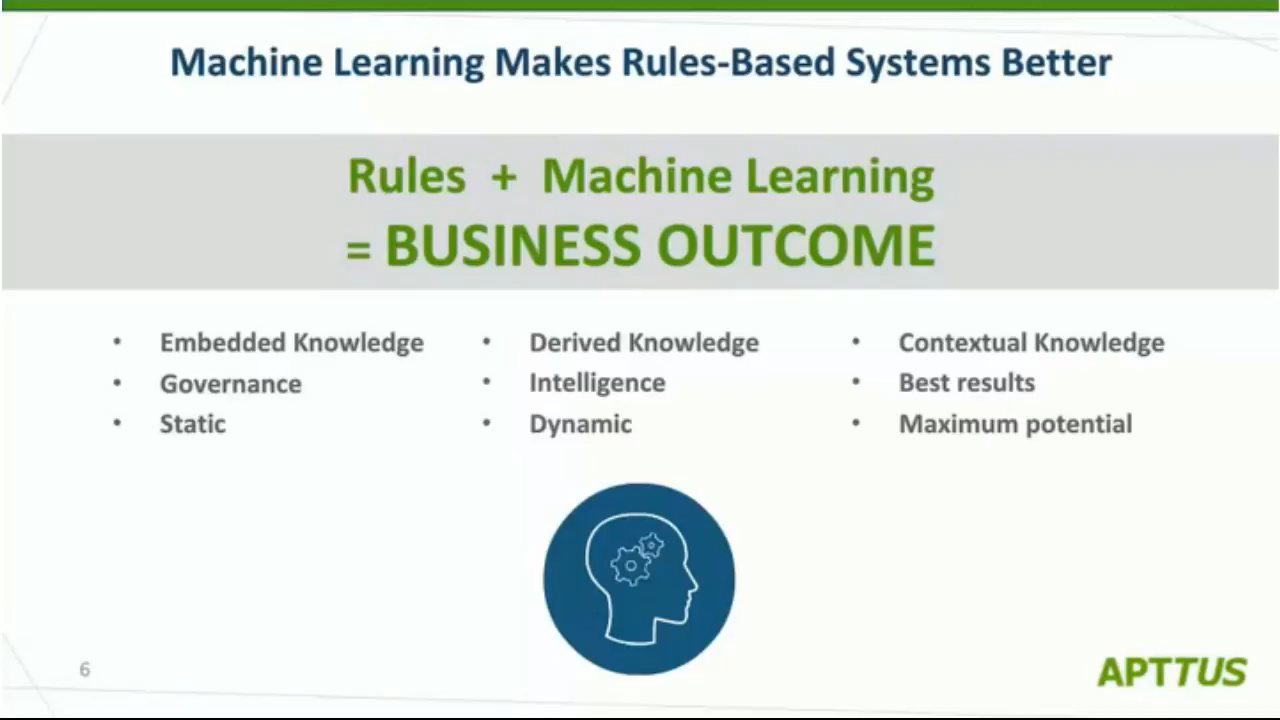 Machine Learning Makes Rules-Based Systems Better
Rules + Machine Learning
= BUSINESS OUTCOME
• Embedded Knowledge
• Governance
• Static
• Derived Knowledge
• Intelligence
• Dynamic
• Contextual Knowledge
• Best results
• Maximum potential
6
APTTUS